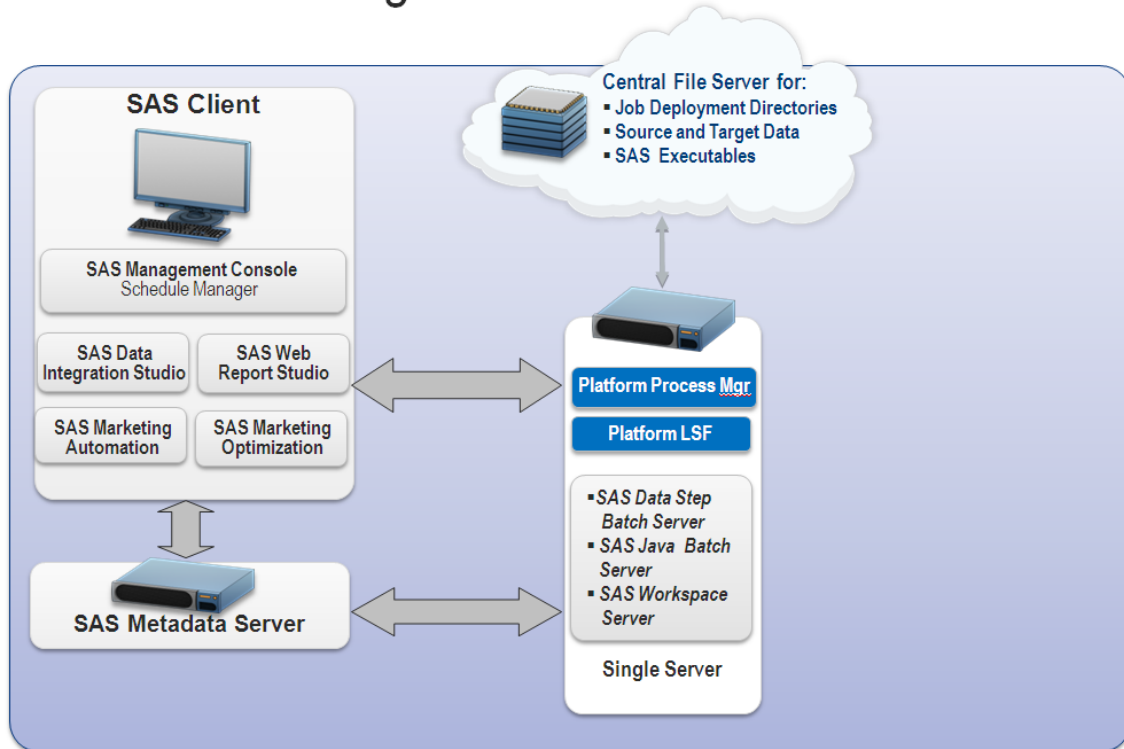 SAS Client
SAS Management Console
Schedule Manager
SAS Data
Integration Studio
SAS Web
Report Studio
SAS Marketing
Automation
SAS Marketing
Optimization
SAS Metadata Server
Central File Server for:
▪ Job Deployment Directories
▪ Source and Target Data
▪ SAS Executables
Platform Process Mgr
Platform LSF
▪SAS Data Step
Batch Server
▪ SAS Java Batch
Server
▪ SAS Workspace
Server
Single Server